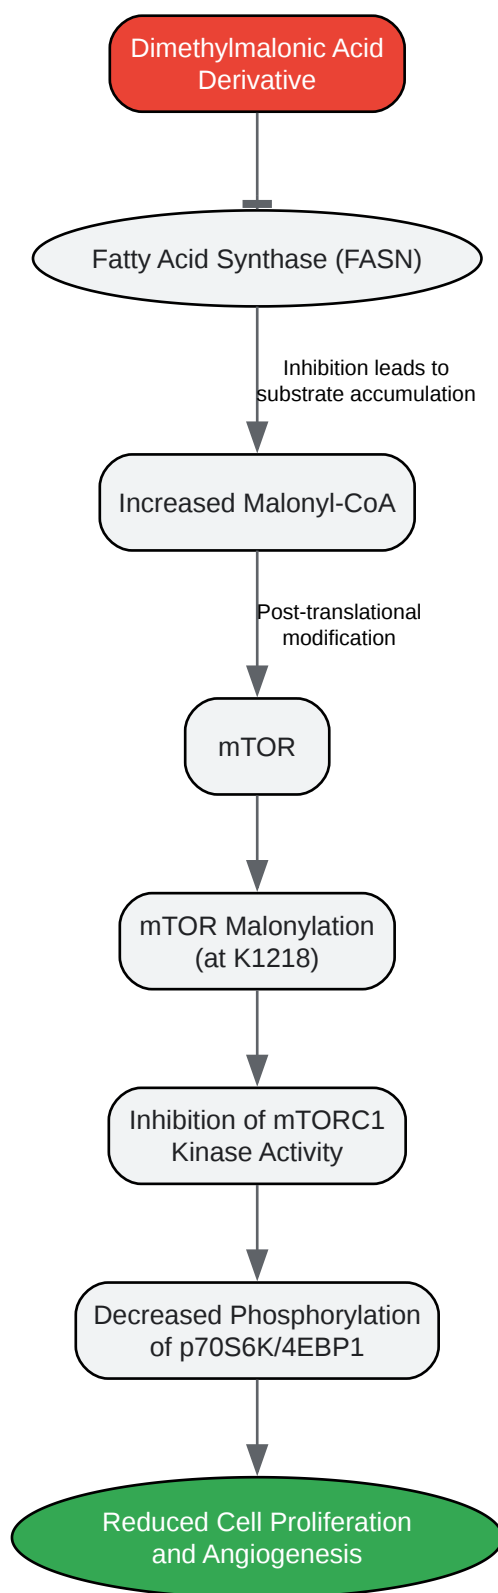 Dimethylmalonic Acid
Derivative
Fatty Acid Synthase (FASN)
Inhibition leads to
substrate accumulation
Increased Malonyl-CoA
Post-translational
modification
mTOR
mTOR Malonylation
(at K1218)
Inhibition of mTORC1
Kinase Activity
Decreased Phosphorylation
of p70S6K/4EBP1
Reduced Cell Proliferation
and Angiogenesis